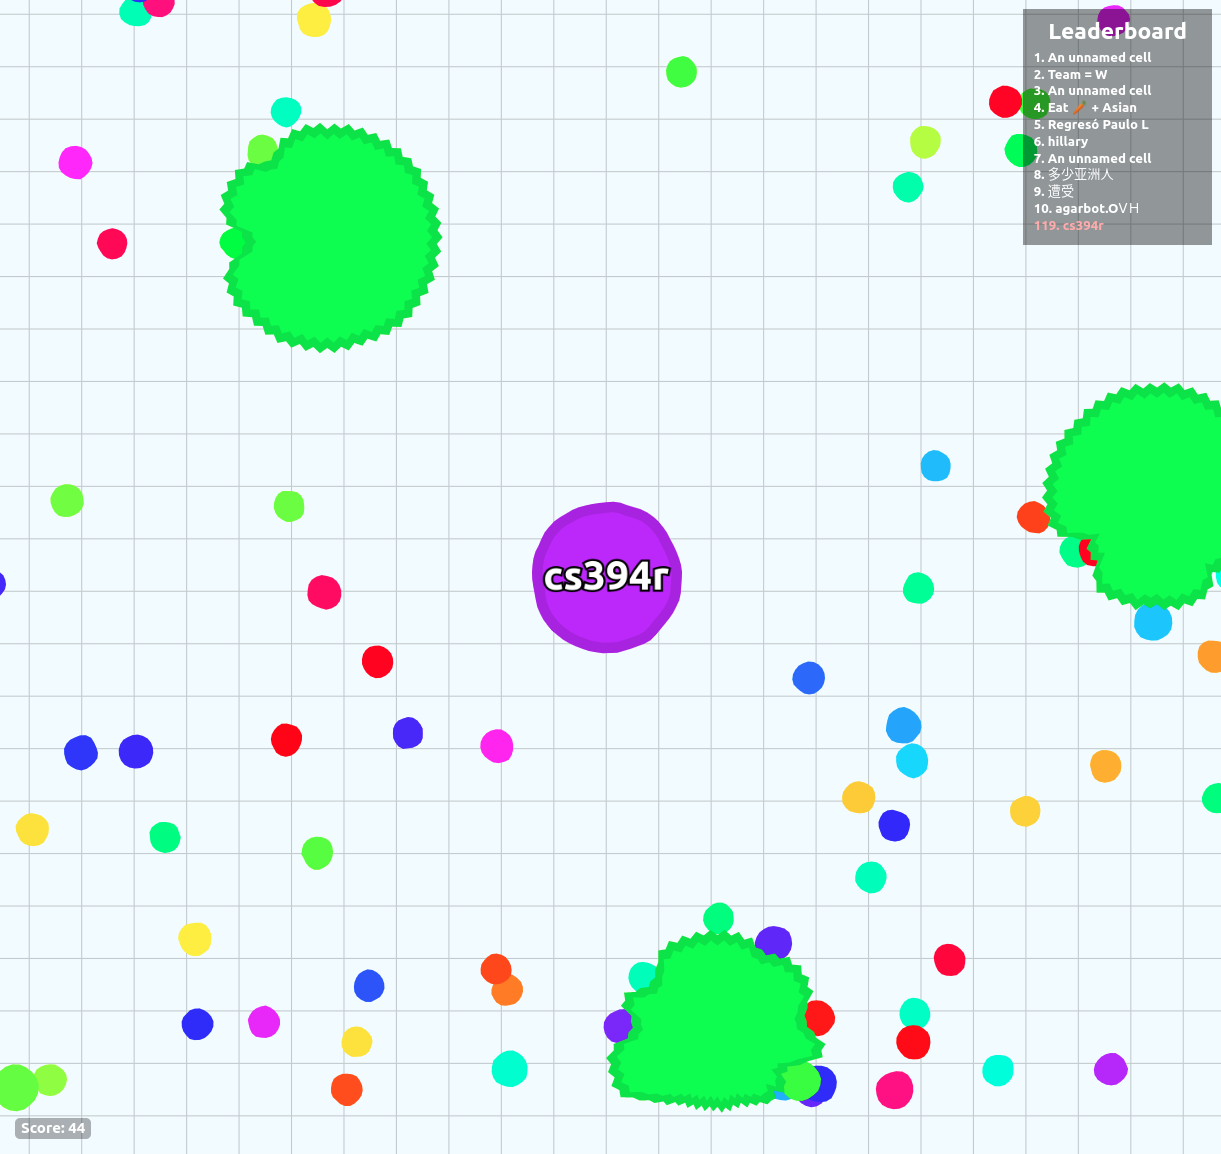 Leaderboard
1. An unnamed cell
2. Team = W
3. An unnamed cell
4. Eat 🥕 + Asian
5. Regresó Paulo L
6. hillary
7. An unnamed cell
8. 多少亚洲人
9. 遭受
10. agarbot.OVH
119. cs394r
cs394r
Score: 44